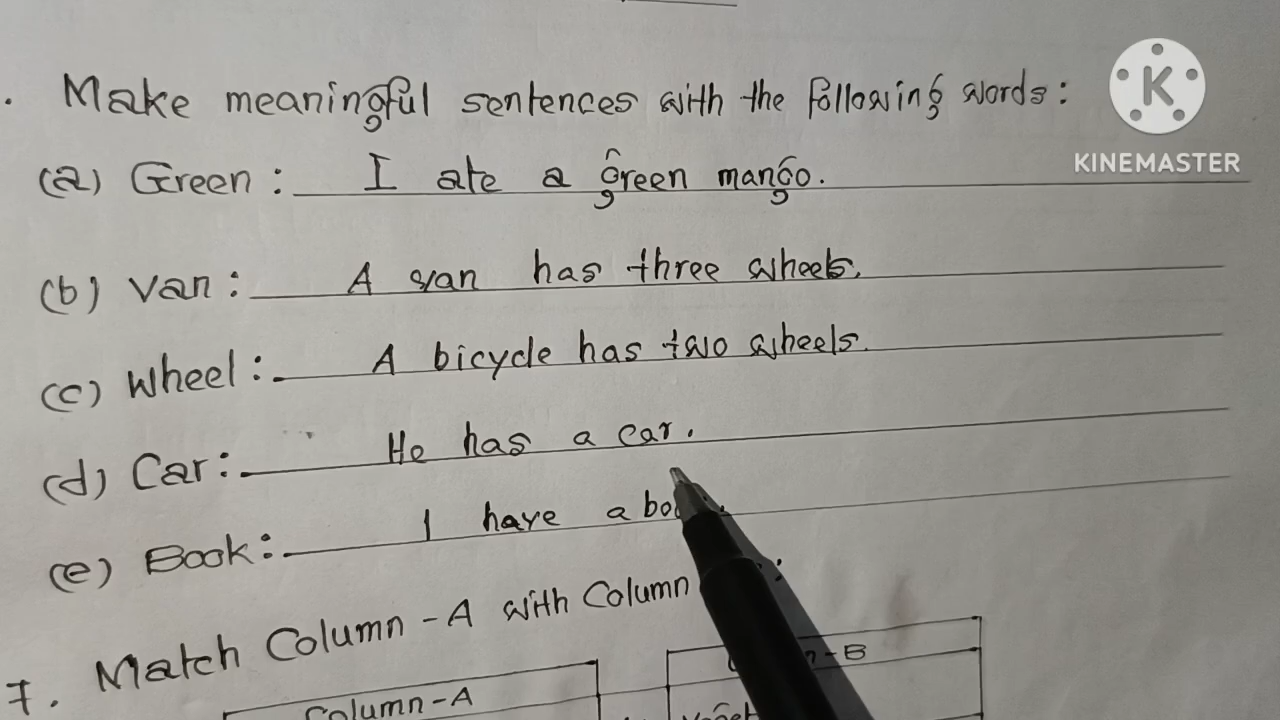 . Make meaningful sentences with the following words:
KINEMASTER
(a) Green: I ate a green mango.
(b) Van: A van has three wheels.
(c) Wheel: A bicycle has two wheels.
(d) Car: He has a car.
(e) Book: I have a
7. Match Column-A with Column
Column-A
-B